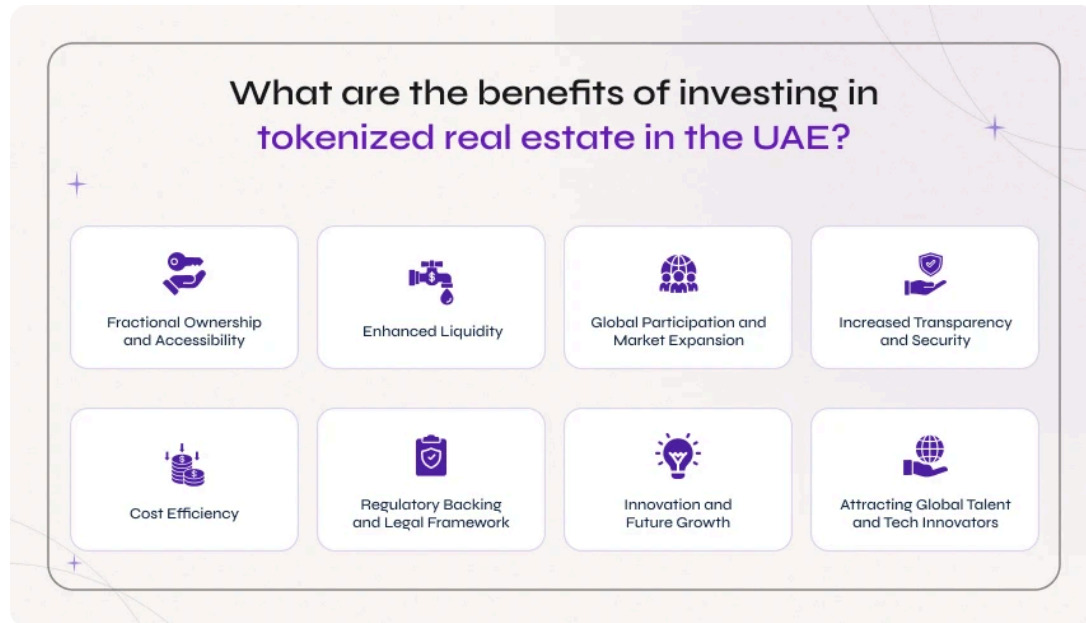 What are the benefits of investing in
tokenized real estate in the UAE?
Fractional Ownership
and Accessibility
Enhanced Liquidity
Global Participation and
Market Expansion
Increased Transparency
and Security
Cost Efficiency
Regulatory Backing
and Legal Framework
Innovation and
Future Growth
Attracting Global Talent
and Tech Innovators